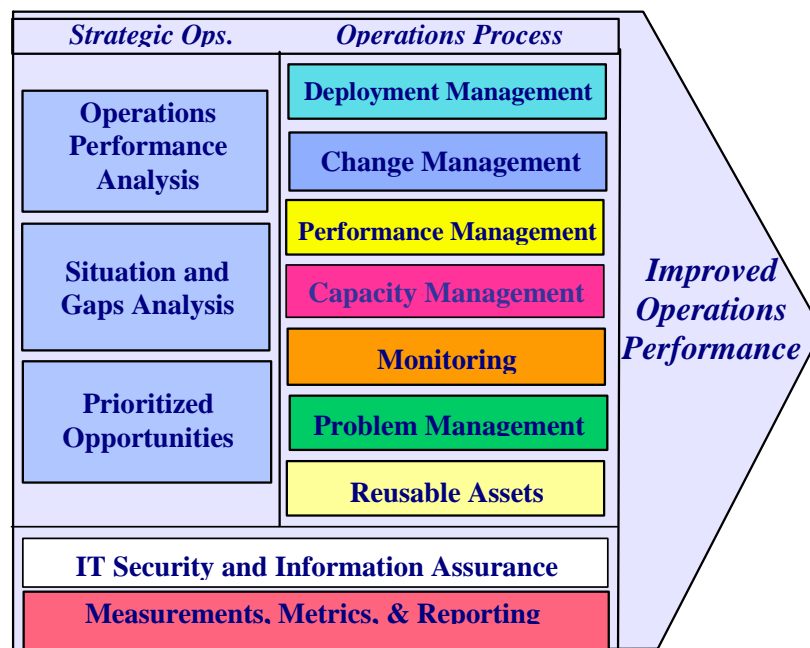 Strategic Ops.
Operations Process
Operations
Performance
Analysis
Situation and
Gaps Analysis
Prioritized
Opportunities
Deployment Management
Change Management
Performance Management
Capacity Management
Monitoring
Problem Management
Reusable Assets
IT Security and Information Assurance
Measurements, Metrics, & Reporting
Improved
Operations
Performance